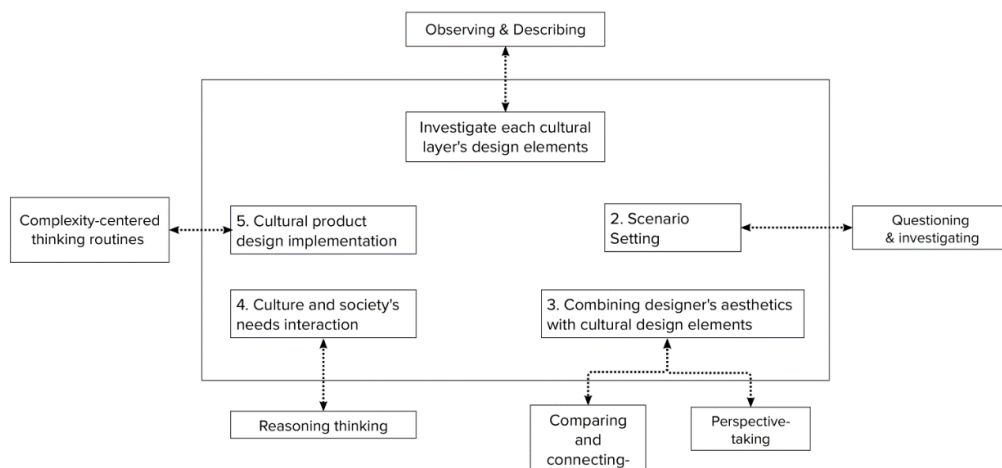 Observing & Describing
Investigate each cultural
layer's design elements
Complexity-centered
thinking routines
5. Cultural product
design implementation
2. Scenario
Setting
Questioning
& investigating
4. Culture and society's
needs interaction
3. Combining designer's aesthetics
with cultural design elements
Reasoning thinking
Comparing
and
connecting-
Perspective-
taking